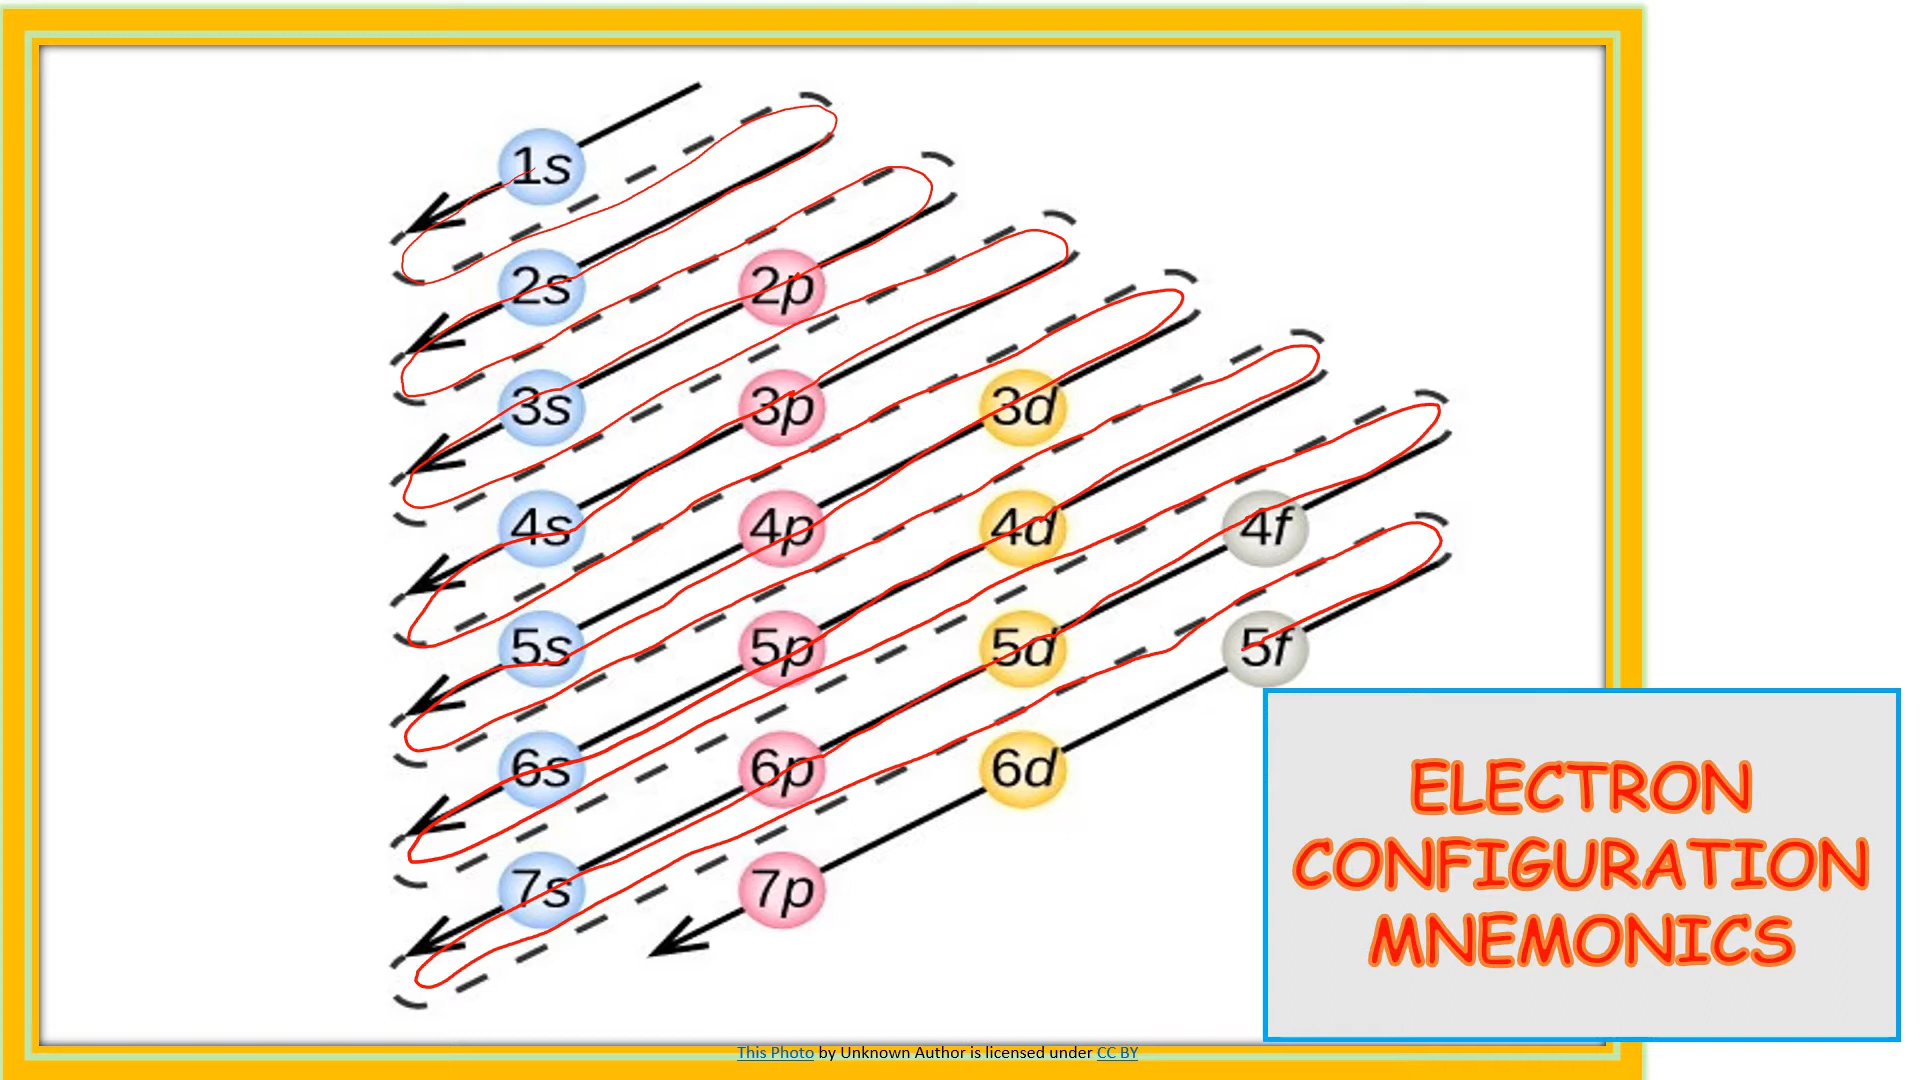 1s
2s 2p
3s 3p 3d
4s 4p 4d 4f
5s 5p 5d 5f
6s 6p 6d
7s 7p
ELECTRON
CONFIGURATION
MNEMONICS
This Photo by Unknown Author is licensed under CC BY